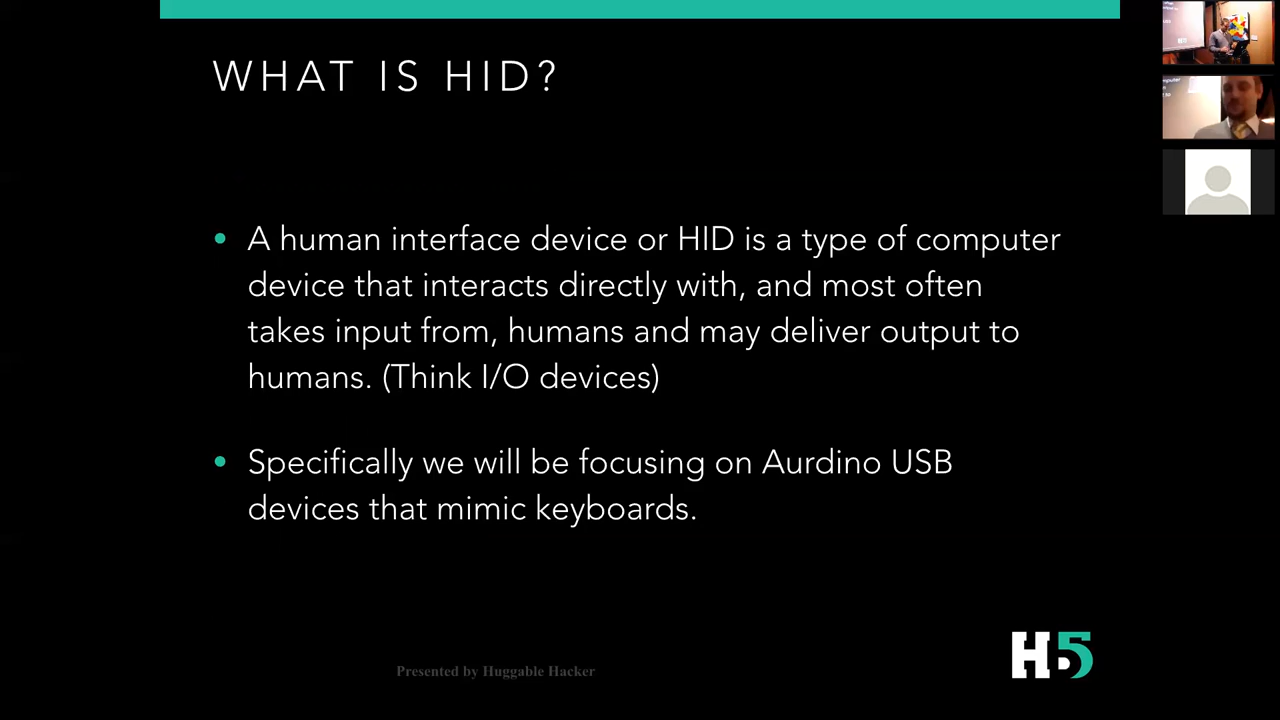 WHAT IS HID?
• A human interface device or HID is a type of computer
device that interacts directly with, and most often
takes input from, humans and may deliver output to
humans. (Think I/O devices)
• Specifically we will be focusing on Aurdino USB
devices that mimic keyboards.
H5
Presented by Huggable Hacker